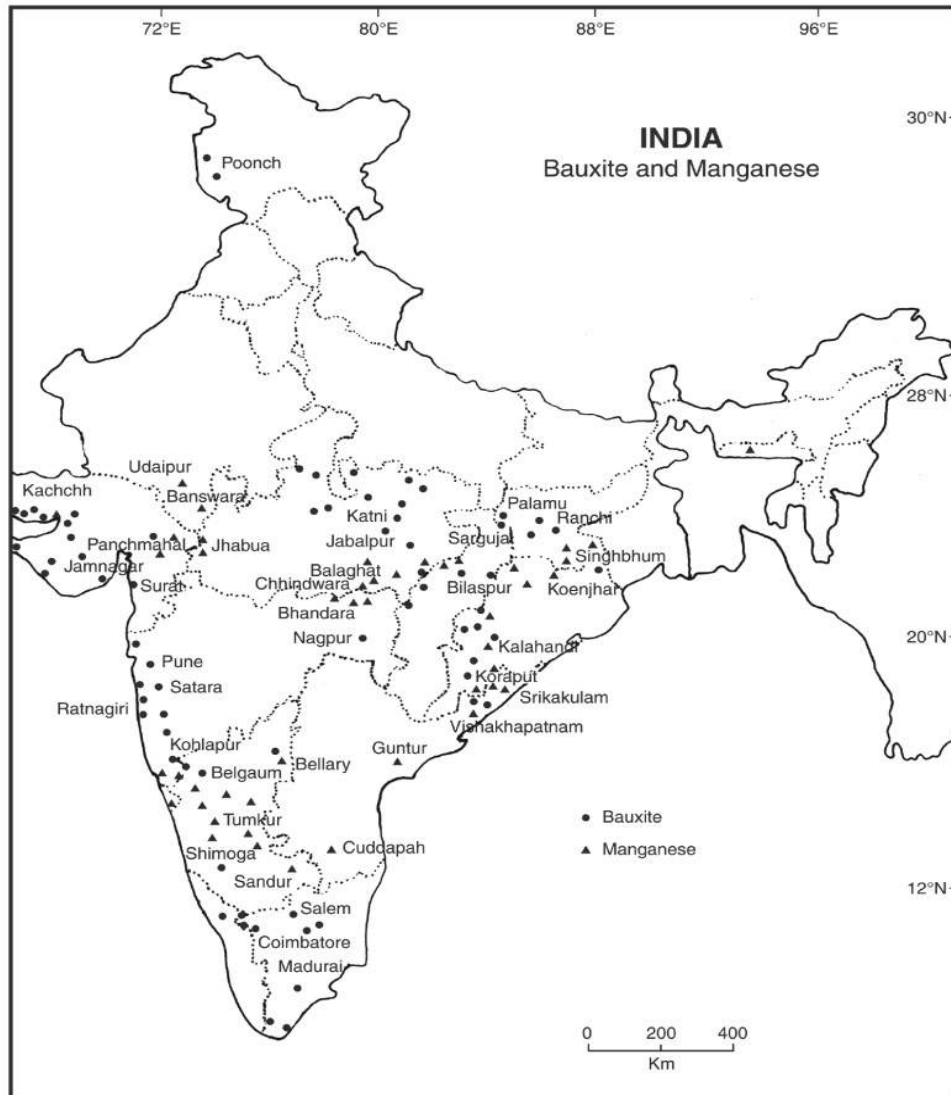 72°E
80°E
88°E
96°E
30°N
INDIA
Bauxite and Manganese
Poonch
28°N
Udaipur
Kachchh
Banswara
Palamu
Katni
Ranchi
Panchmahal
Jhabua
Jabalpur
Sargujal
Singhbhum
Jamnagar
Balaghat
Surat
Chhindwara
Bilaspur
Koenjhar
Bhandara
20°N
Nagpur
Kalahandi
Pune
Koraput
Satara
Srikakulam
Ratnagiri
Vishakhapatnam
Kohlapur
Guntur
Belgaum
Bellary
Bauxite
Tumkur
Manganese
Shimoga
Cuddapah
Sandur
12°N
Salem
Coimbatore
Madurai
0 200 400
Km